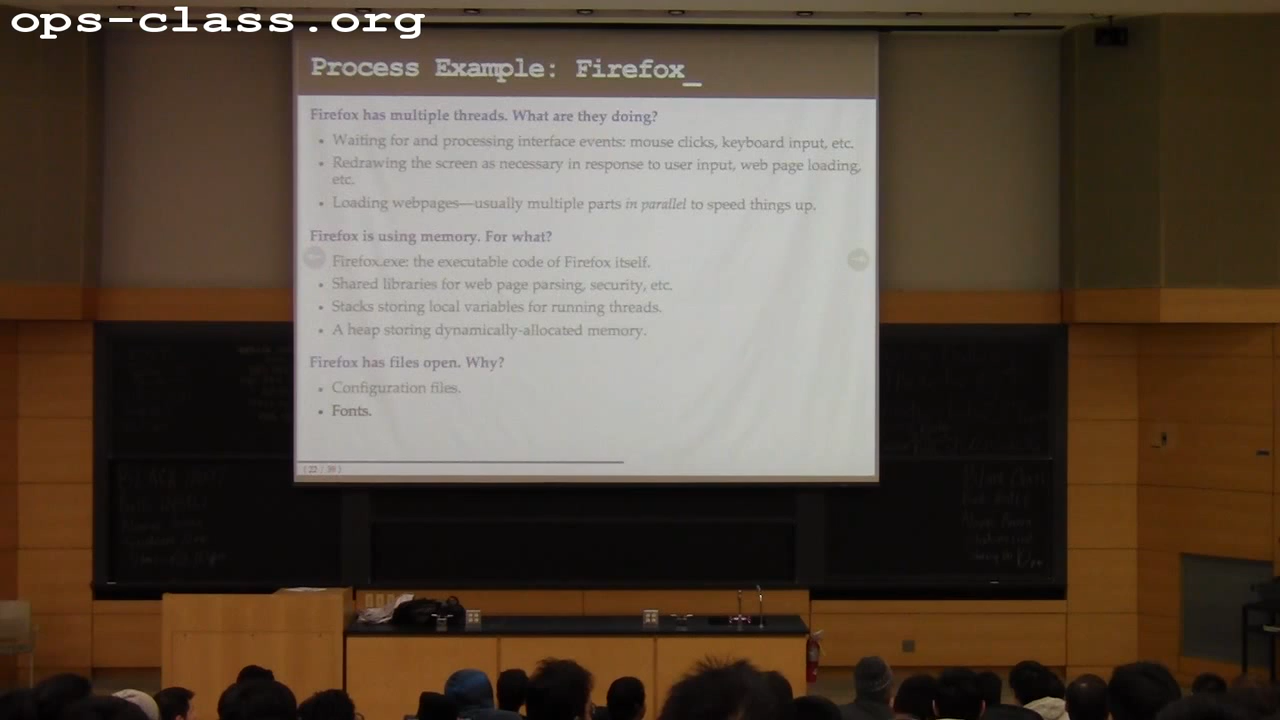 ops-class.org
Process Example: Firefox_
Firefox has multiple threads. What are they doing?
• Waiting for and processing interface events: mouse clicks, keyboard input, etc.
• Redrawing the screen as necessary in response to user input, web page loading,
etc.
• Loading webpages—usually multiple parts in parallel to speed things up.
Firefox is using memory. For what?
• Firefox.exe: the executable code of Firefox itself.
• Shared libraries for web page parsing, security, etc.
• Stacks storing local variables for running threads.
• A heap storing dynamically-allocated memory.
Firefox has files open. Why?
• Configuration files.
• Fonts.
( 22 / 39 )